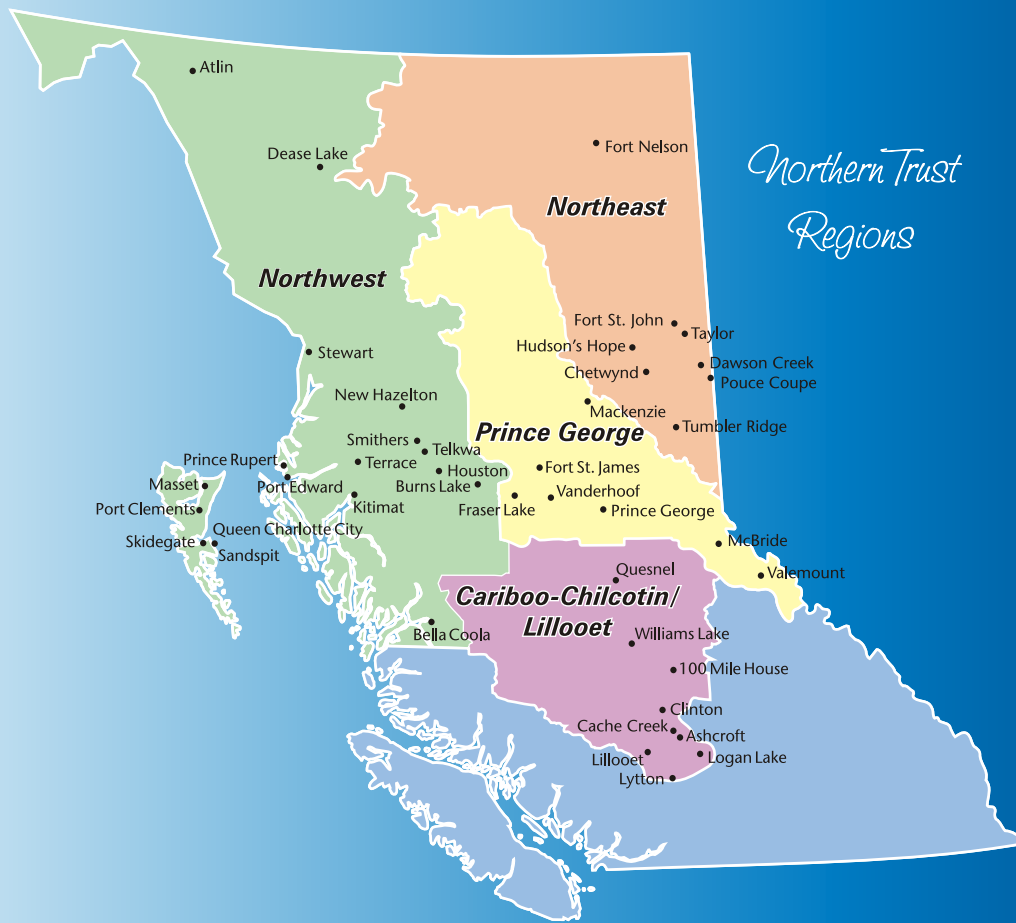 Atlin
Dease Lake
Fort Nelson
Northern Trust
Regions
Northeast
Northwest
Fort St. John
Taylor
Hudson's Hope
Stewart
Dawson Creek
Chetwynd
Pouce Coupe
New Hazelton
Mackenzie
Tumbler Ridge
Prince George
Smithers
Telkwa
Prince Rupert
Terrace
Houston
Fort St. James
Masset
Port Edward
Burns Lake
Vanderhoof
Kitimat
Fraser Lake
Prince George
Port Clements
Queen Charlotte City
Skidegate
Sandspit
McBride
Quesnel
Valemount
Cariboo-Chilcotin/
Lillooet
Bella Coola
Williams Lake
100 Mile House
Clinton
Cache Creek
Ashcroft
Lillooet
Logan Lake
Lytton